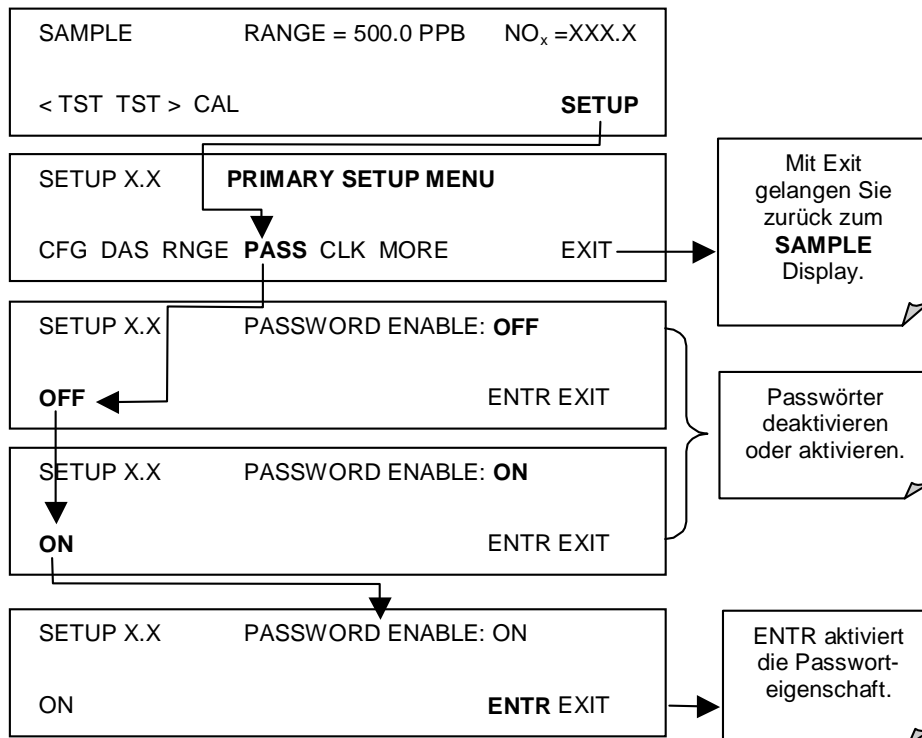 SAMPLE RANGE = 500.0 PPB NOx =XXX.X
< TST TST > CAL SETUP
SETUP X.X PRIMARY SETUP MENU
CFG DAS RNGE PASS CLK MORE EXIT
Mit Exit
gelangen Sie
zurück zum
SAMPLE
Display.
SETUP X.X PASSWORD ENABLE: OFF
OFF ENTR EXIT
SETUP X.X PASSWORD ENABLE: ON
ON ENTR EXIT
Passwörter
deaktivieren
oder aktivieren.
SETUP X.X PASSWORD ENABLE: ON
ON ENTR EXIT
ENTR aktiviert
die Passwort-
eigenschaft.